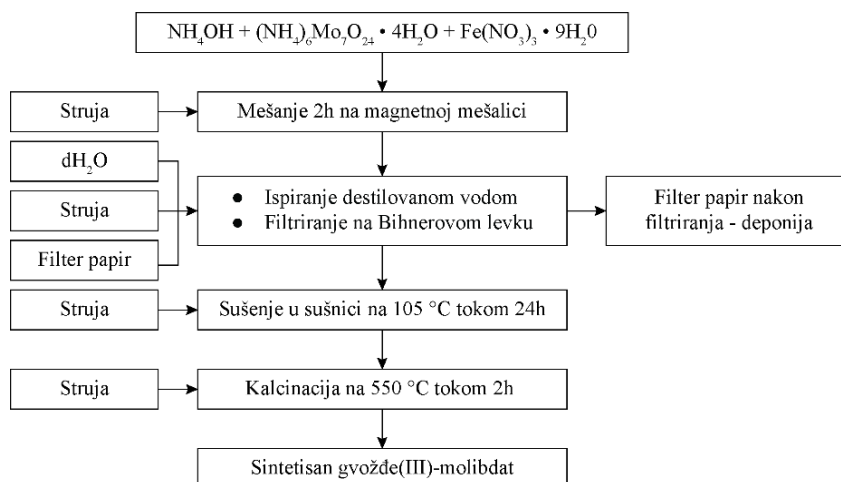 NH₄OH + (NH₄)₆Mo₇O₂₄ • 4H₂O + Fe(NO₃)₃ • 9H₂0
Struja
Mešanje 2h na magnetnoj mešalici
dH₂O
Struja
Filter papir
● Ispiranje destilovanom vodom
● Filtriranje na Bihnerovom levku
Filter papir nakon
filtriranja - deponija
Struja
Sušenje u sušnici na 105 °C tokom 24h
Struja
Kalcinacija na 550 °C tokom 2h
Sintetisan gvožđe(III)-molibdat